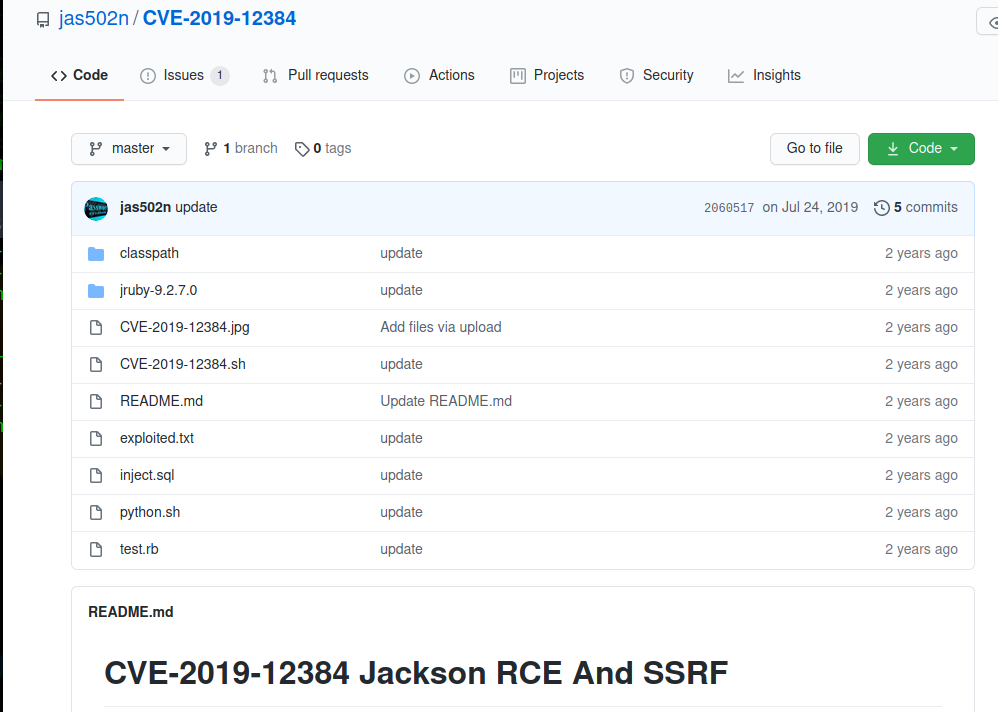 jas502n / CVE-2019-12384
Code Issues 1 Pull requests Actions Projects Security Insights
master 1 branch 0 tags Go to file Code
jas502n update 2060517 on Jul 24, 2019 5 commits
classpath update 2 years ago
jruby-9.2.7.0 update 2 years ago
CVE-2019-12384.jpg Add files via upload 2 years ago
CVE-2019-12384.sh update 2 years ago
README.md Update README.md 2 years ago
exploited.txt update 2 years ago
inject.sql update 2 years ago
python.sh update 2 years ago
test.rb update 2 years ago
README.md
CVE-2019-12384 Jackson RCE And SSRF